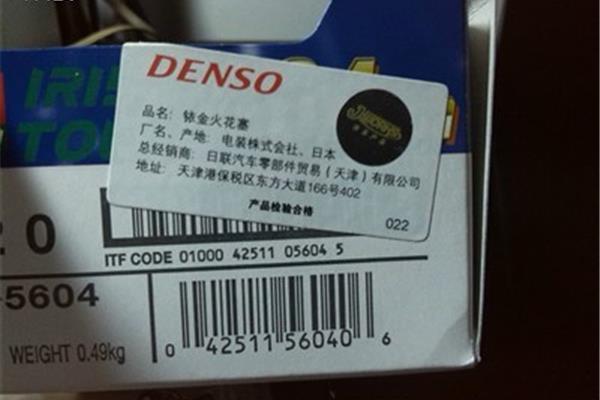 DENSO
IRIS
TOU
品名: 铱金火花塞
厂名、产地: 电装株式会社、日本
总经销商: 日联汽车零部件贸易（天津）有限公司
地址: 天津港保税区东方大道166号402
产品检验合格
022
20
ITF CODE 01000 42511 05604 5
-5604
WEIGHT 0.49kg
0 42511 56040 6